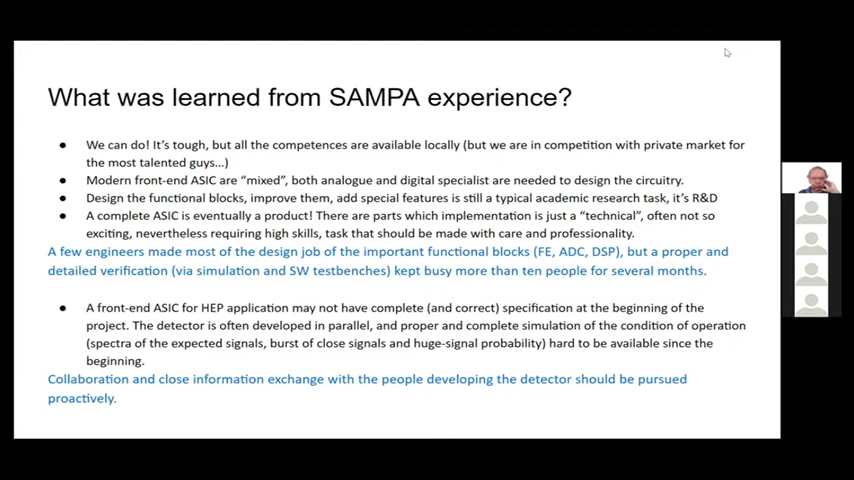 What was learned from SAMPA experience?
● We can do! It's tough, but all the competences are available locally (but we are in competition with private market for
the most talented guys…)
● Modern front-end ASIC are "mixed", both analogue and digital specialist are needed to design the circuitry.
● Design the functional blocks, improve them, add special features is still a typical academic research task, it's R&D
● A complete ASIC is eventually a product! There are parts which implementation is just a "technical", often not so
exciting, nevertheless requiring high skills, task that should be made with care and professionality.
A few engineers made most of the design job of the important functional blocks (FE, ADC, DSP), but a proper and
detailed verification (via simulation and SW testbenches) kept busy more than ten people for several months.
● A front-end ASIC for HEP application may not have complete (and correct) specification at the beginning of the
project. The detector is often developed in parallel, and proper and complete simulation of the condition of operation
(spectra of the expected signals, burst of close signals and huge-signal probability) hard to be available since the
beginning.
Collaboration and close information exchange with the people developing the detector should be pursued
proactively.